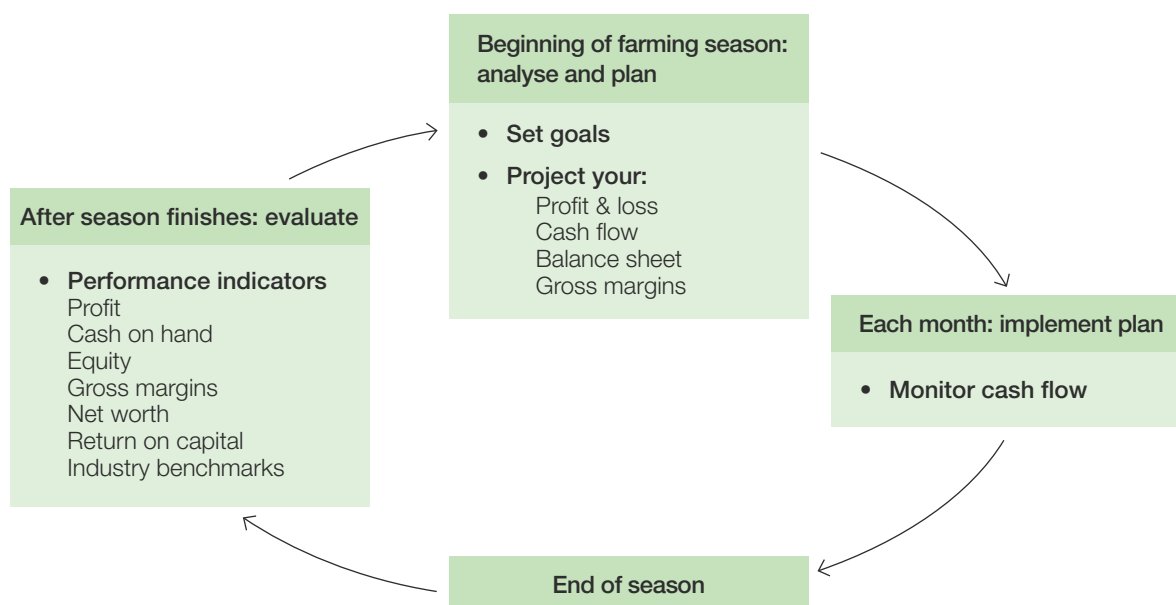 Beginning of farming season:
analyse and plan
• Set goals
• Project your:
Profit & loss
Cash flow
Balance sheet
Gross margins
Each month: implement plan
• Monitor cash flow
End of season
After season finishes: evaluate
• Performance indicators
Profit
Cash on hand
Equity
Gross margins
Net worth
Return on capital
Industry benchmarks